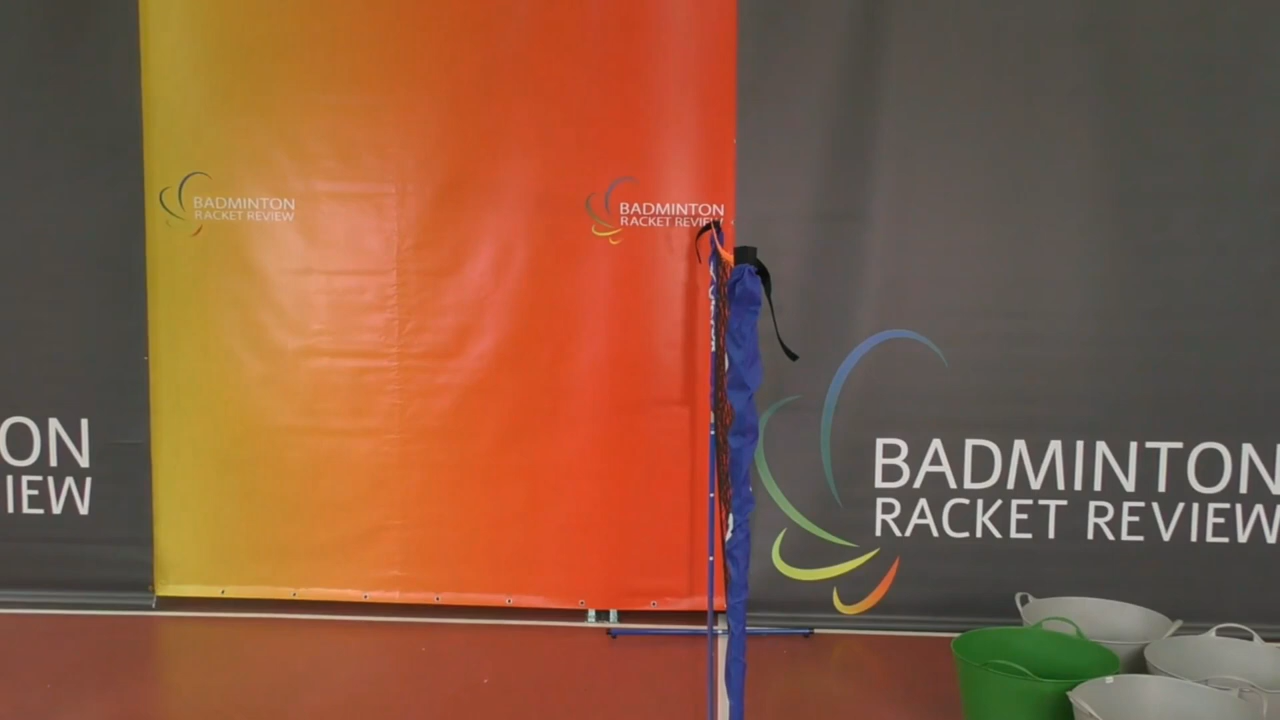 BADMINTON
RACKET REVIEW
BADMINTON
RACKET REVIEW
ON
IEW
BADMINTON
RACKET REVIEW